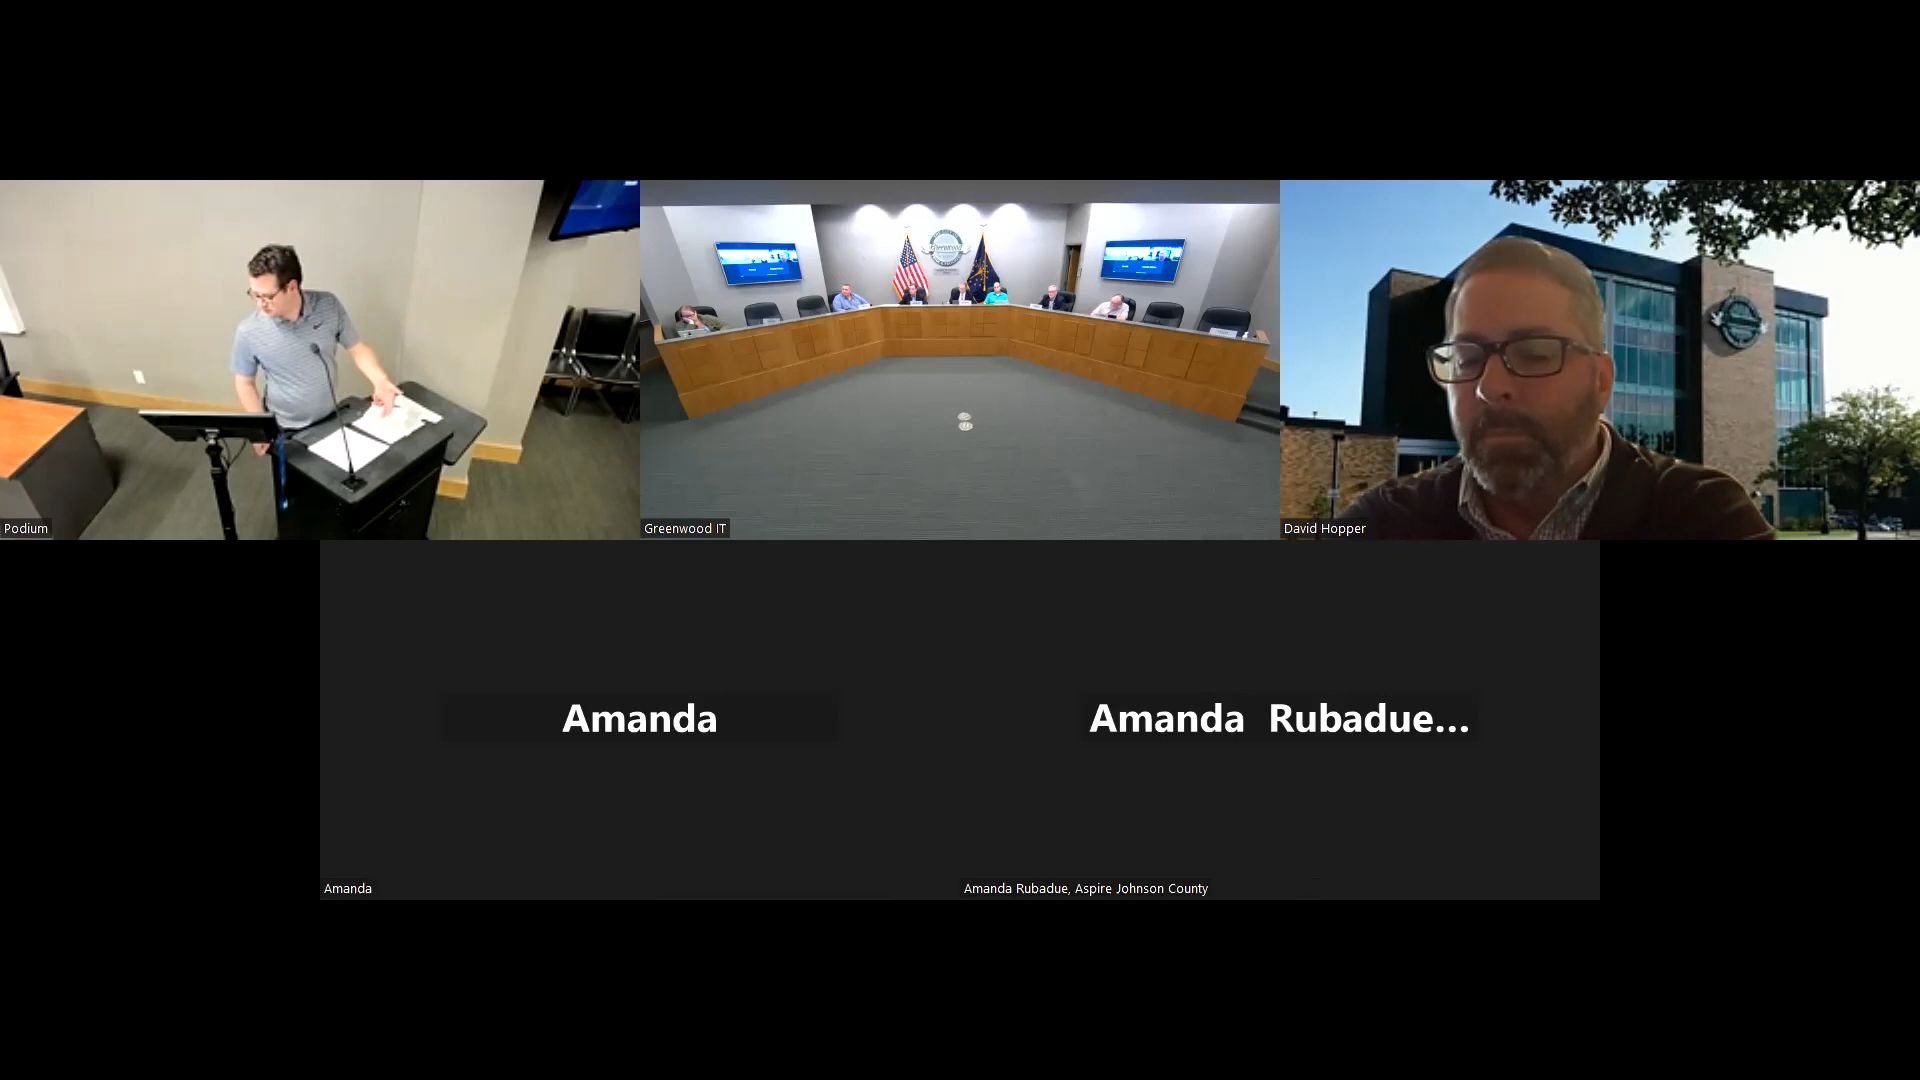 Podium
Greenwood IT
David Hopper
Amanda
Amanda Rubadue...
Amanda
Amanda Rubadue, Aspire Johnson County